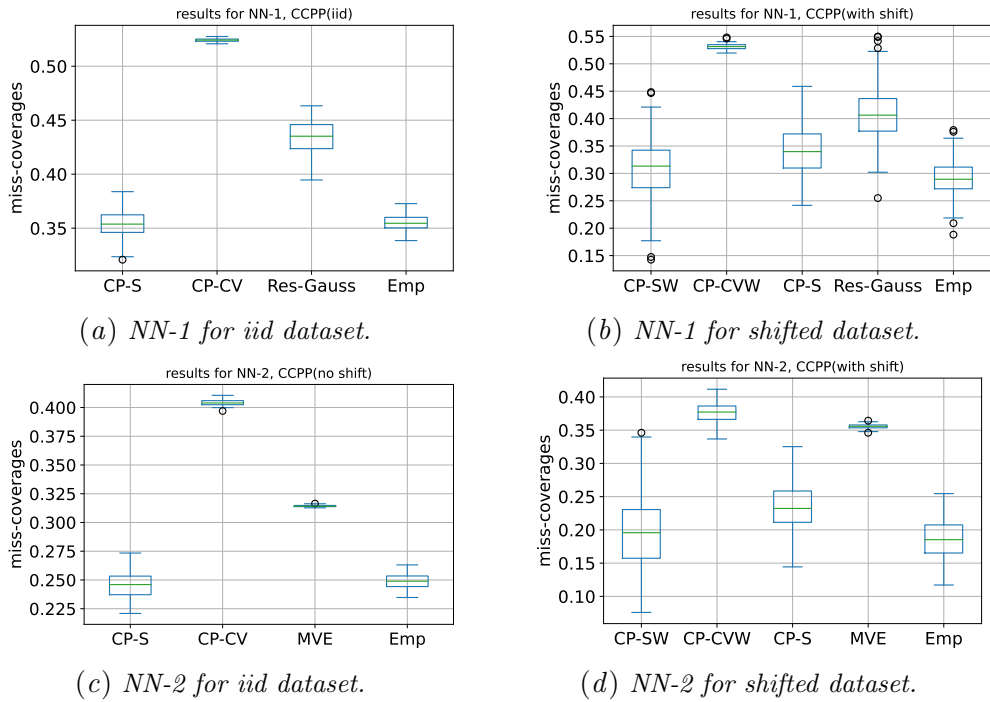 results for NN-1, CCPP(iid)
miss-coverages
0.50
0.45
0.40
0.35
CP-S CP-CV Res-Gauss Emp
(a) NN-1 for iid dataset.
results for NN-1, CCPP(with shift)
miss-coverages
0.55
0.50
0.45
0.40
0.35
0.30
0.25
0.20
0.15
CP-SW CP-CVW CP-S Res-Gauss Emp
(b) NN-1 for shifted dataset.
results for NN-2, CCPP(no shift)
miss-coverages
0.400
0.375
0.350
0.325
0.300
0.275
0.250
0.225
CP-S CP-CV MVE Emp
(c) NN-2 for iid dataset.
results for NN-2, CCPP(with shift)
miss-coverages
0.40
0.35
0.30
0.25
0.20
0.15
0.10
CP-SW CP-CVW CP-S MVE Emp
(d) NN-2 for shifted dataset.